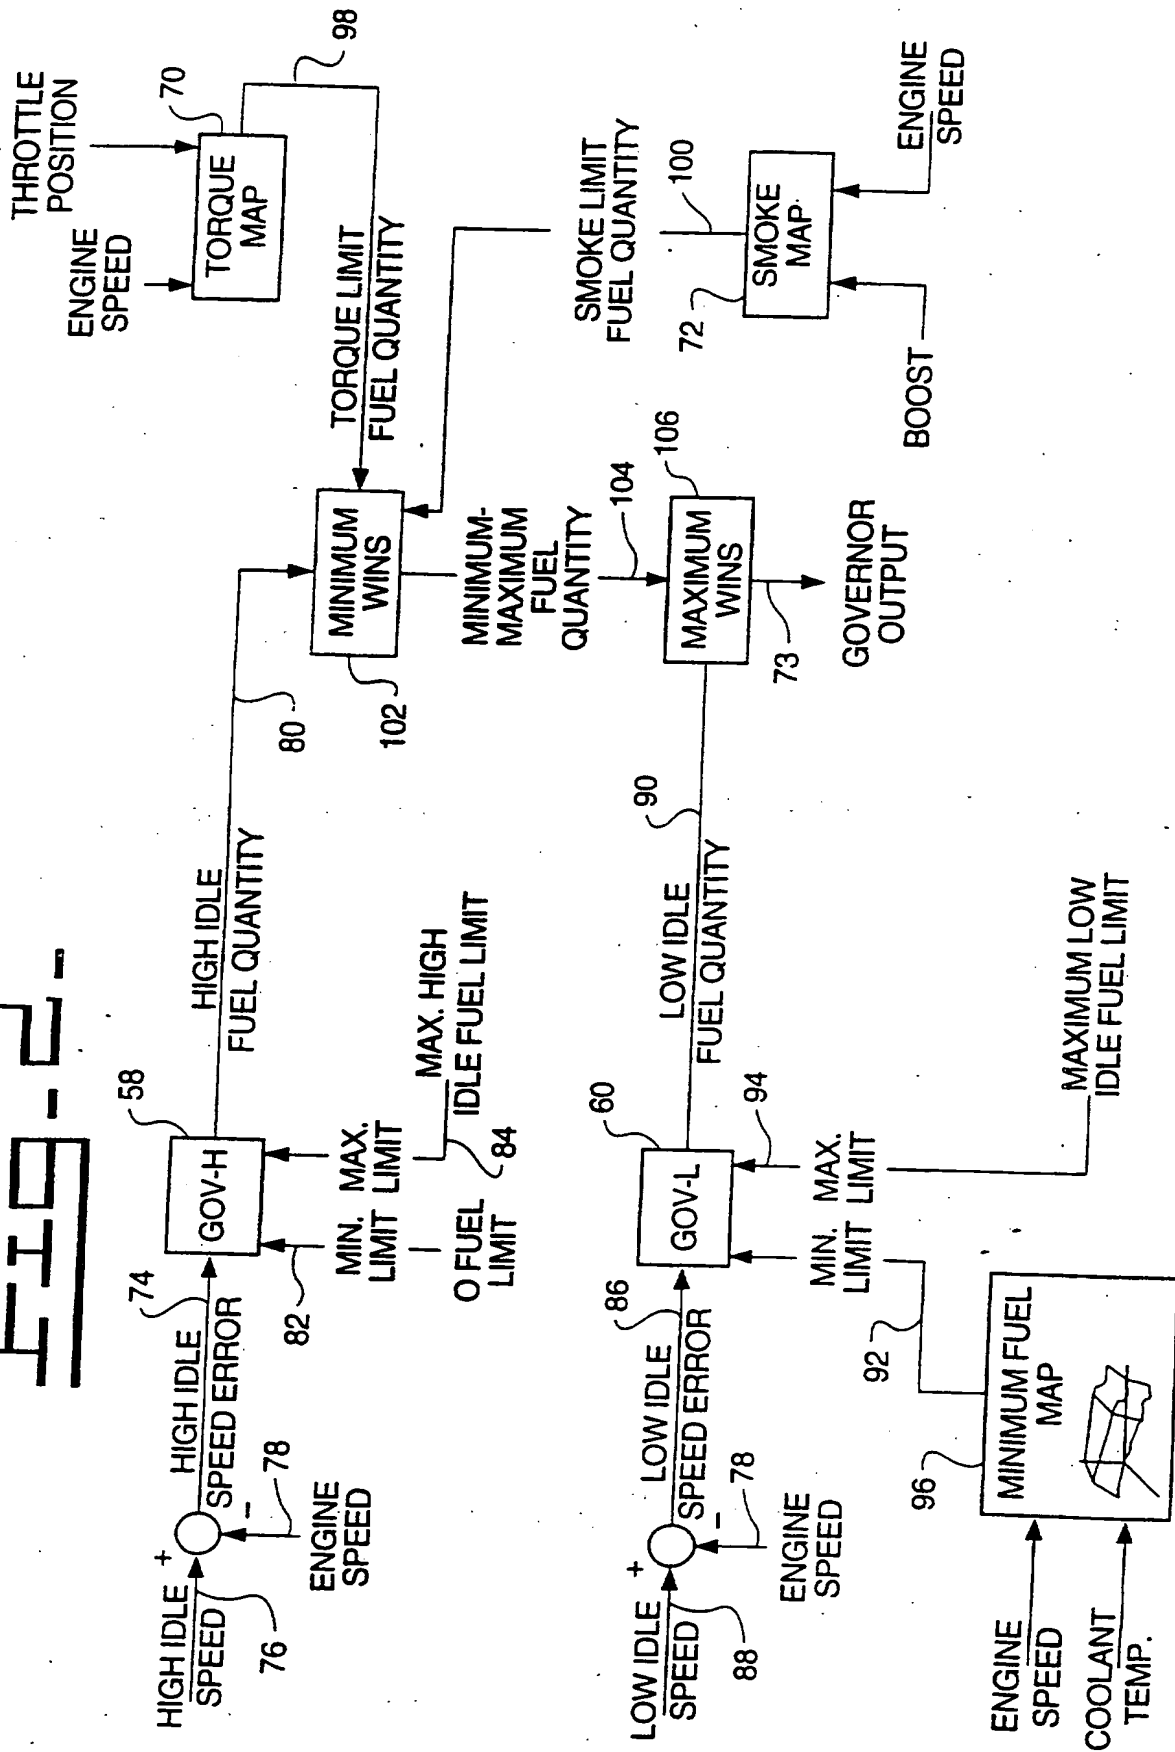 FIG-2-
HIGH IDLE
SPEED
76
+
-
78
ENGINE
SPEED
HIGH IDLE
SPEED ERROR
74
GOV-H
58
82
MIN.
LIMIT
O FUEL
LIMIT
MAX.
LIMIT
84
MAX. HIGH
IDLE FUEL LIMIT
HIGH IDLE
FUEL QUANTITY
80
MINIMUM
WINS
102
ENGINE
SPEED
THROTTLE
POSITION
TORQUE
MAP
70
98
TORQUE LIMIT
FUEL QUANTITY
SMOKE LIMIT
FUEL QUANTITY
100
SMOKE
MAP
72
BOOST
ENGINE
SPEED
MINIMUM-
MAXIMUM
FUEL
QUANTITY
104
MAXIMUM
WINS
106
73
GOVERNOR
OUTPUT
LOW IDLE
SPEED
88
+
-
78
ENGINE
SPEED
LOW IDLE
SPEED ERROR
86
GOV-L
60
LOW IDLE
FUEL QUANTITY
90
MIN.
LIMIT
92
MAX.
LIMIT
94
MAXIMUM LOW
IDLE FUEL LIMIT
MINIMUM FUEL
MAP
96
ENGINE
SPEED
COOLANT
TEMP.